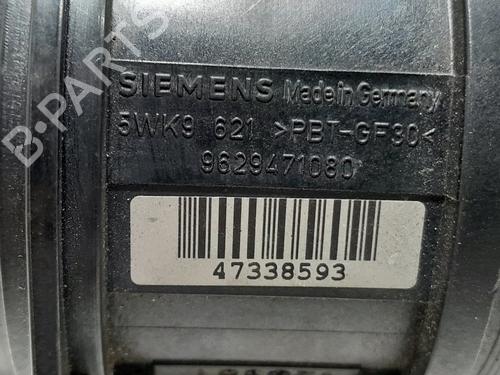 B-PARTS
SIEMENS Made in Germany
5WK9 621 >PBT-GF30<
9629471080
47338593